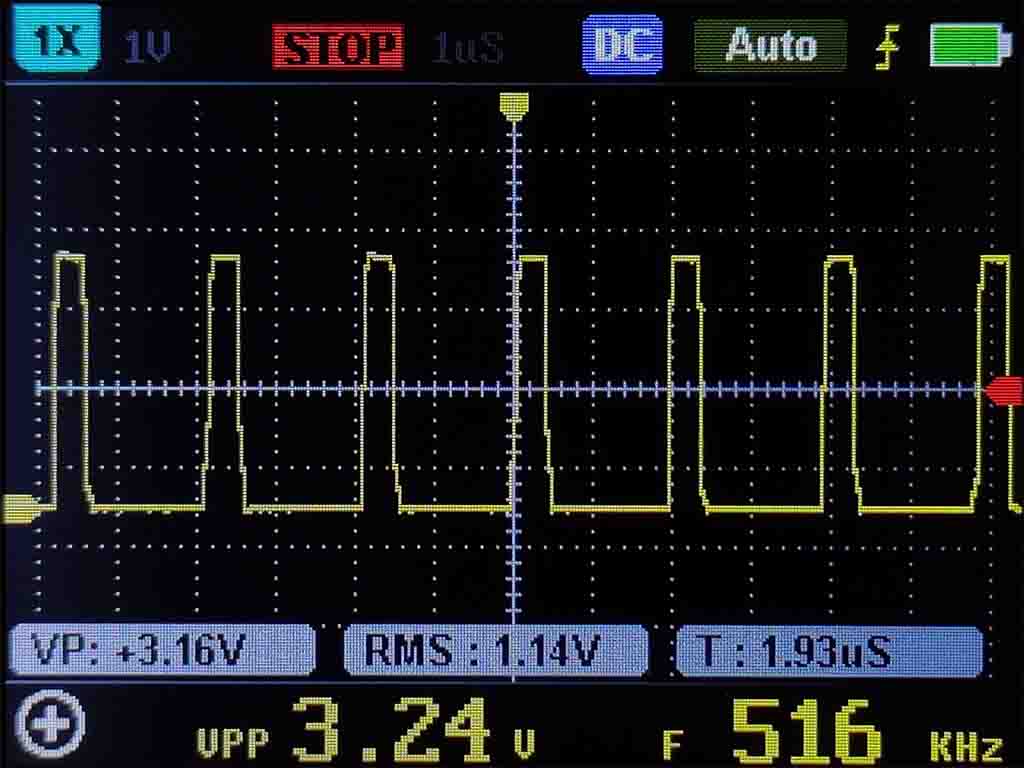 1X 1V STOP 1uS DC Auto
VP: +3.16V RMS : 1.14V T : 1.93uS
VPP 3.24 V F 516 KHz